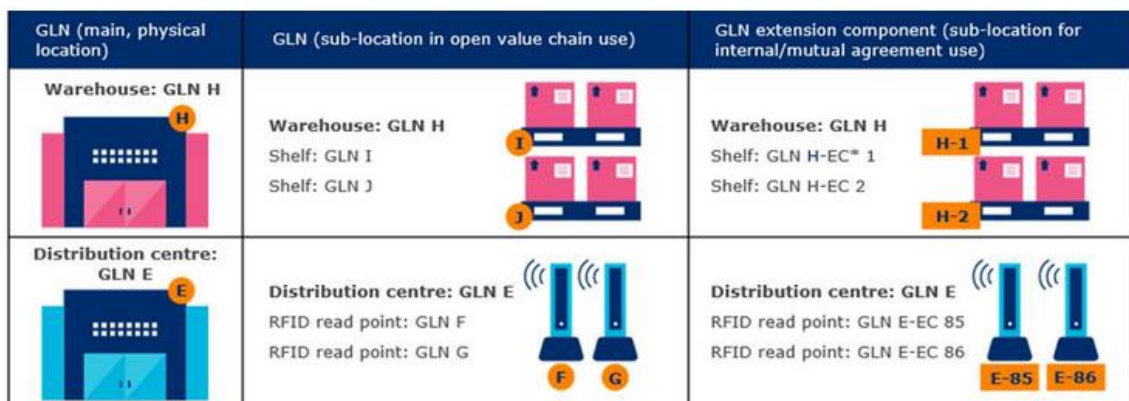 GLN (main, physical
location)
GLN (sub-location in open value chain use)
GLN extension component (sub-location for
internal/mutual agreement use)
Warehouse: GLN H
H
Warehouse: GLN H
Shelf: GLN I
Shelf: GLN J
I
J
Warehouse: GLN H
Shelf: GLN H-EC* 1
Shelf: GLN H-EC 2
H-1
H-2
Distribution centre:
GLN E
E
Distribution centre: GLN E
RFID read point: GLN F
RFID read point: GLN G
F
G
Distribution centre: GLN E
RFID read point: GLN E-EC 85
RFID read point: GLN E-EC 86
E-85
E-86